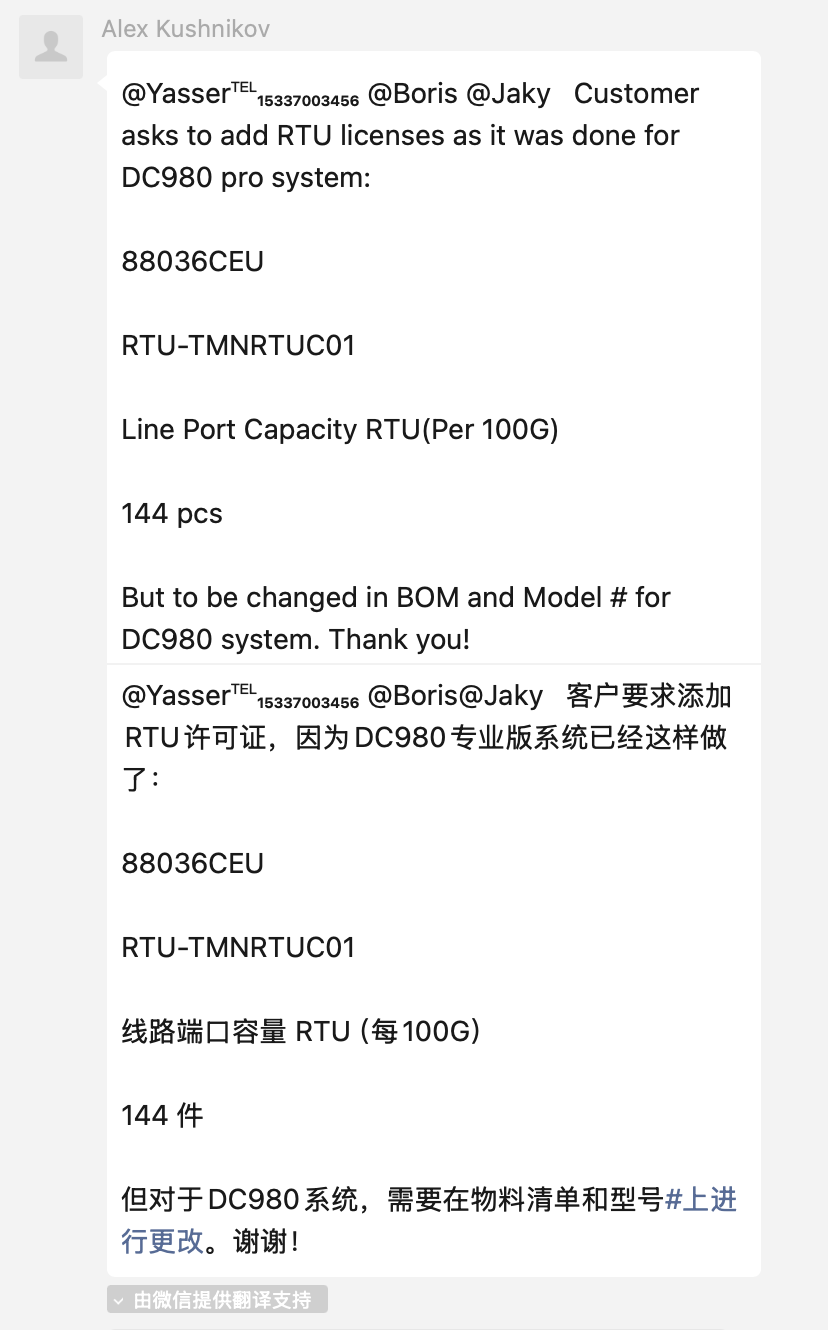 Alex Kushnikov
@Yasser℡₁₅₃₃₇₀₀₃₄₅₆ @Boris @Jaky Customer
asks to add RTU licenses as it was done for
DC980 pro system:
88036CEU
RTU-TMNRTUC01
Line Port Capacity RTU(Per 100G)
144 pcs
But to be changed in BOM and Model # for
DC980 system. Thank you!
@Yasser℡₁₅₃₃₇₀₀₃₄₅₆ @Boris@Jaky 客户要求添加
RTU许可证，因为DC980专业版系统已经这样做
了：
88036CEU
RTU-TMNRTUC01
线路端口容量 RTU（每100G）
144 件
但对于DC980系统，需要在物料清单和型号#上进
行更改。谢谢！
由微信提供翻译支持